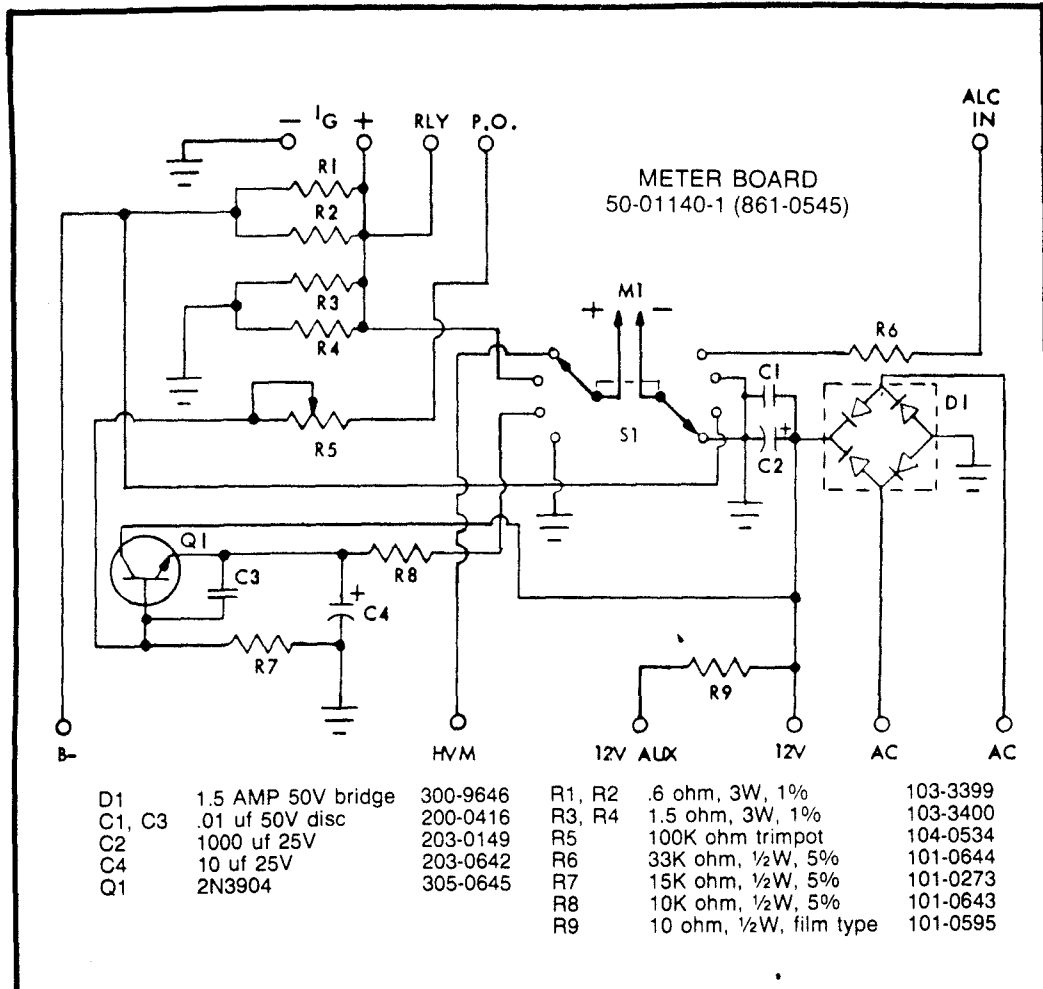 ALC
IN
− IG + RLY P.O.
METER BOARD
50-01140-1 (861-0545)
R1
R2
R3
R4
M1
+ −
R6
C1
D1
R5
S1
+
C2
Q1
C3
R8
+
C4
R7
R9
B- HVM 12V AUX 12V AC AC
D1 1.5 AMP 50V bridge 300-9646
C1, C3 .01 uf 50V disc 200-0416
C2 1000 uf 25V 203-0149
C4 10 uf 25V 203-0642
Q1 2N3904 305-0645
R1, R2 .6 ohm, 3W, 1% 103-3399
R3, R4 1.5 ohm, 3W, 1% 103-3400
R5 100K ohm trimpot 104-0534
R6 33K ohm, ½W, 5% 101-0644
R7 15K ohm, ½W, 5% 101-0273
R8 10K ohm, ½W, 5% 101-0643
R9 10 ohm, ½W, film type 101-0595